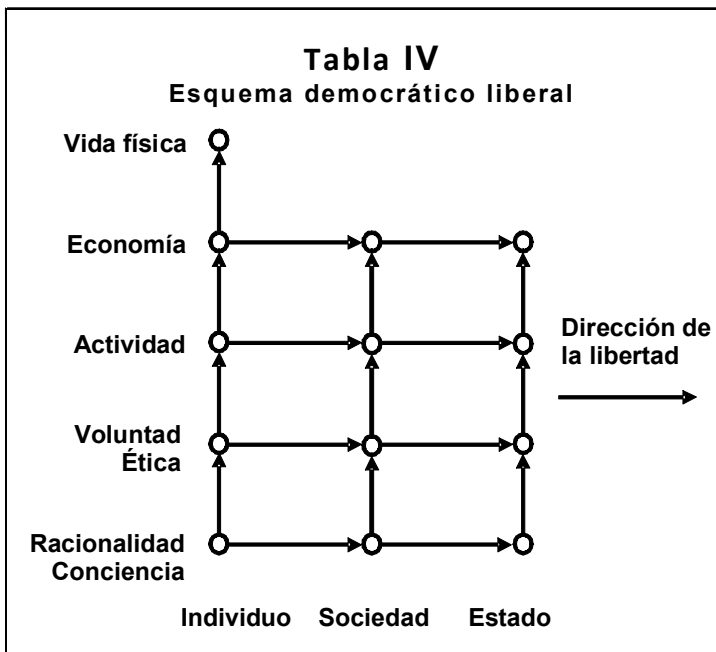 Tabla IV
Esquema democrático liberal
Vida física
Economía
Actividad
Dirección de
la libertad
Voluntad
Ética
Racionalidad
Conciencia
Individuo Sociedad Estado